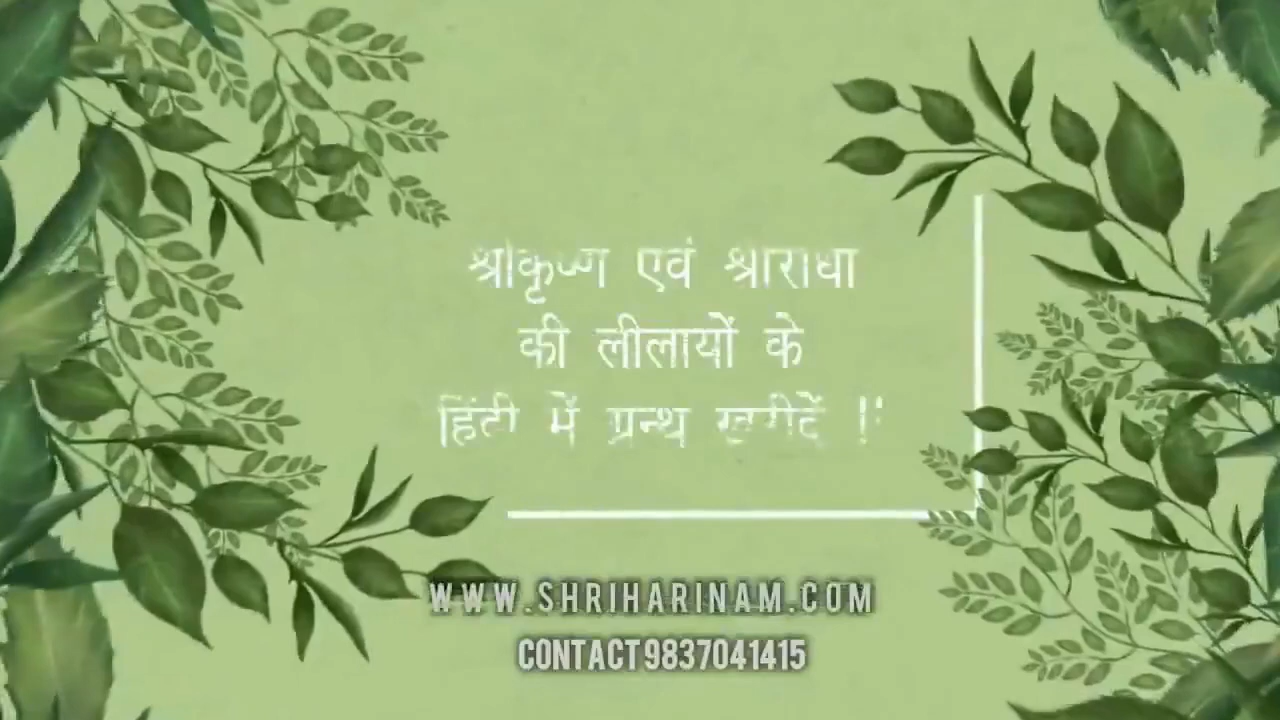 श्रीकृष्ण एवं श्रीराधा
की लीलायों के
हिंदी में ग्रन्थ खरीदें !!
WWW.SHRIHARINAM.COM
CONTACT 9837041415